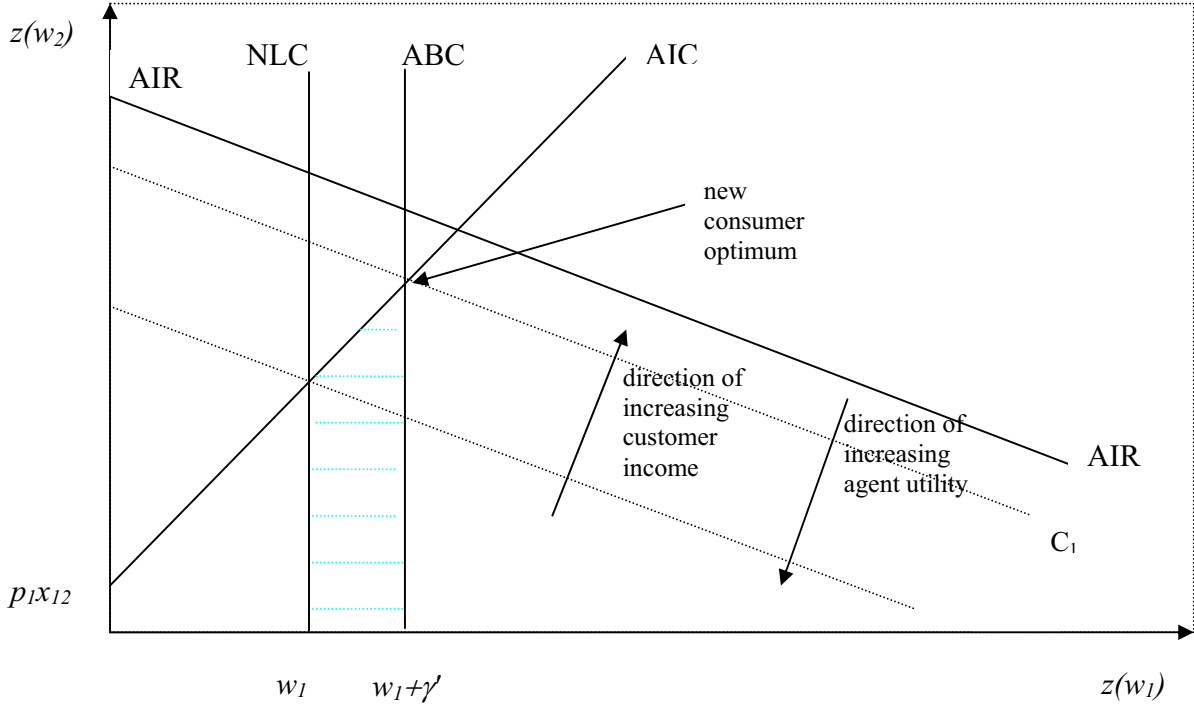 z(w₂)
NLC
ABC
AIC
AIR
new
consumer
optimum
direction of
increasing
customer
income
direction of
increasing
agent utility
AIR
C₁
p₁x₁₂
w₁
w₁+γ'
z(w₁)